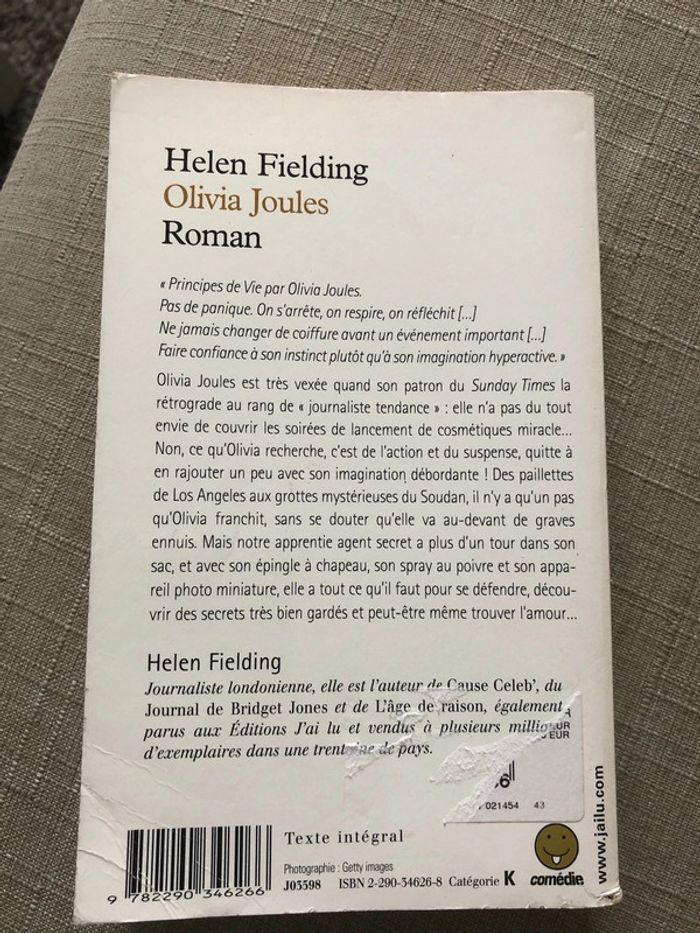 Helen Fielding
Olivia Joules
Roman
« Principes de Vie par Olivia Joules.
Pas de panique. On s'arrête, on respire, on réfléchit [...]
Ne jamais changer de coiffure avant un événement important [...]
Faire confiance à son instinct plutôt qu'à son imagination hyperactive. »
Olivia Joules est très vexée quand son patron du Sunday Times la
rétrograde au rang de « journaliste tendance » : elle n'a pas du tout
envie de couvrir les soirées de lancement de cosmétiques miracle...
Non, ce qu'Olivia recherche, c'est de l'action et du suspense, quitte à
en rajouter un peu avec son imagination débordante ! Des paillettes
de Los Angeles aux grottes mystérieuses du Soudan, il n'y a qu'un pas
qu'Olivia franchit, sans se douter qu'elle va au-devant de graves
ennuis. Mais notre apprentie agent secret a plus d'un tour dans son
sac, et avec son épingle à chapeau, son spray au poivre et son appa-
reil photo miniature, elle a tout ce qu'il faut pour se défendre, décou-
vrir des secrets très bien gardés et peut-être même trouver l'amour...
Helen Fielding
Journaliste londonienne, elle est l'auteur de Cause Celeb', du
Journal de Bridget Jones et de L'âge de raison, également
parus aux Éditions J'ai lu et vendus à plusieurs
d'exemplaires dans une trentaine de pays.
EUR
021454 43
Texte intégral
Photographie : Getty images
J03598 ISBN 2-290-34626-8 Catégorie K
comédie
www.jailu.com
9 782290 346266